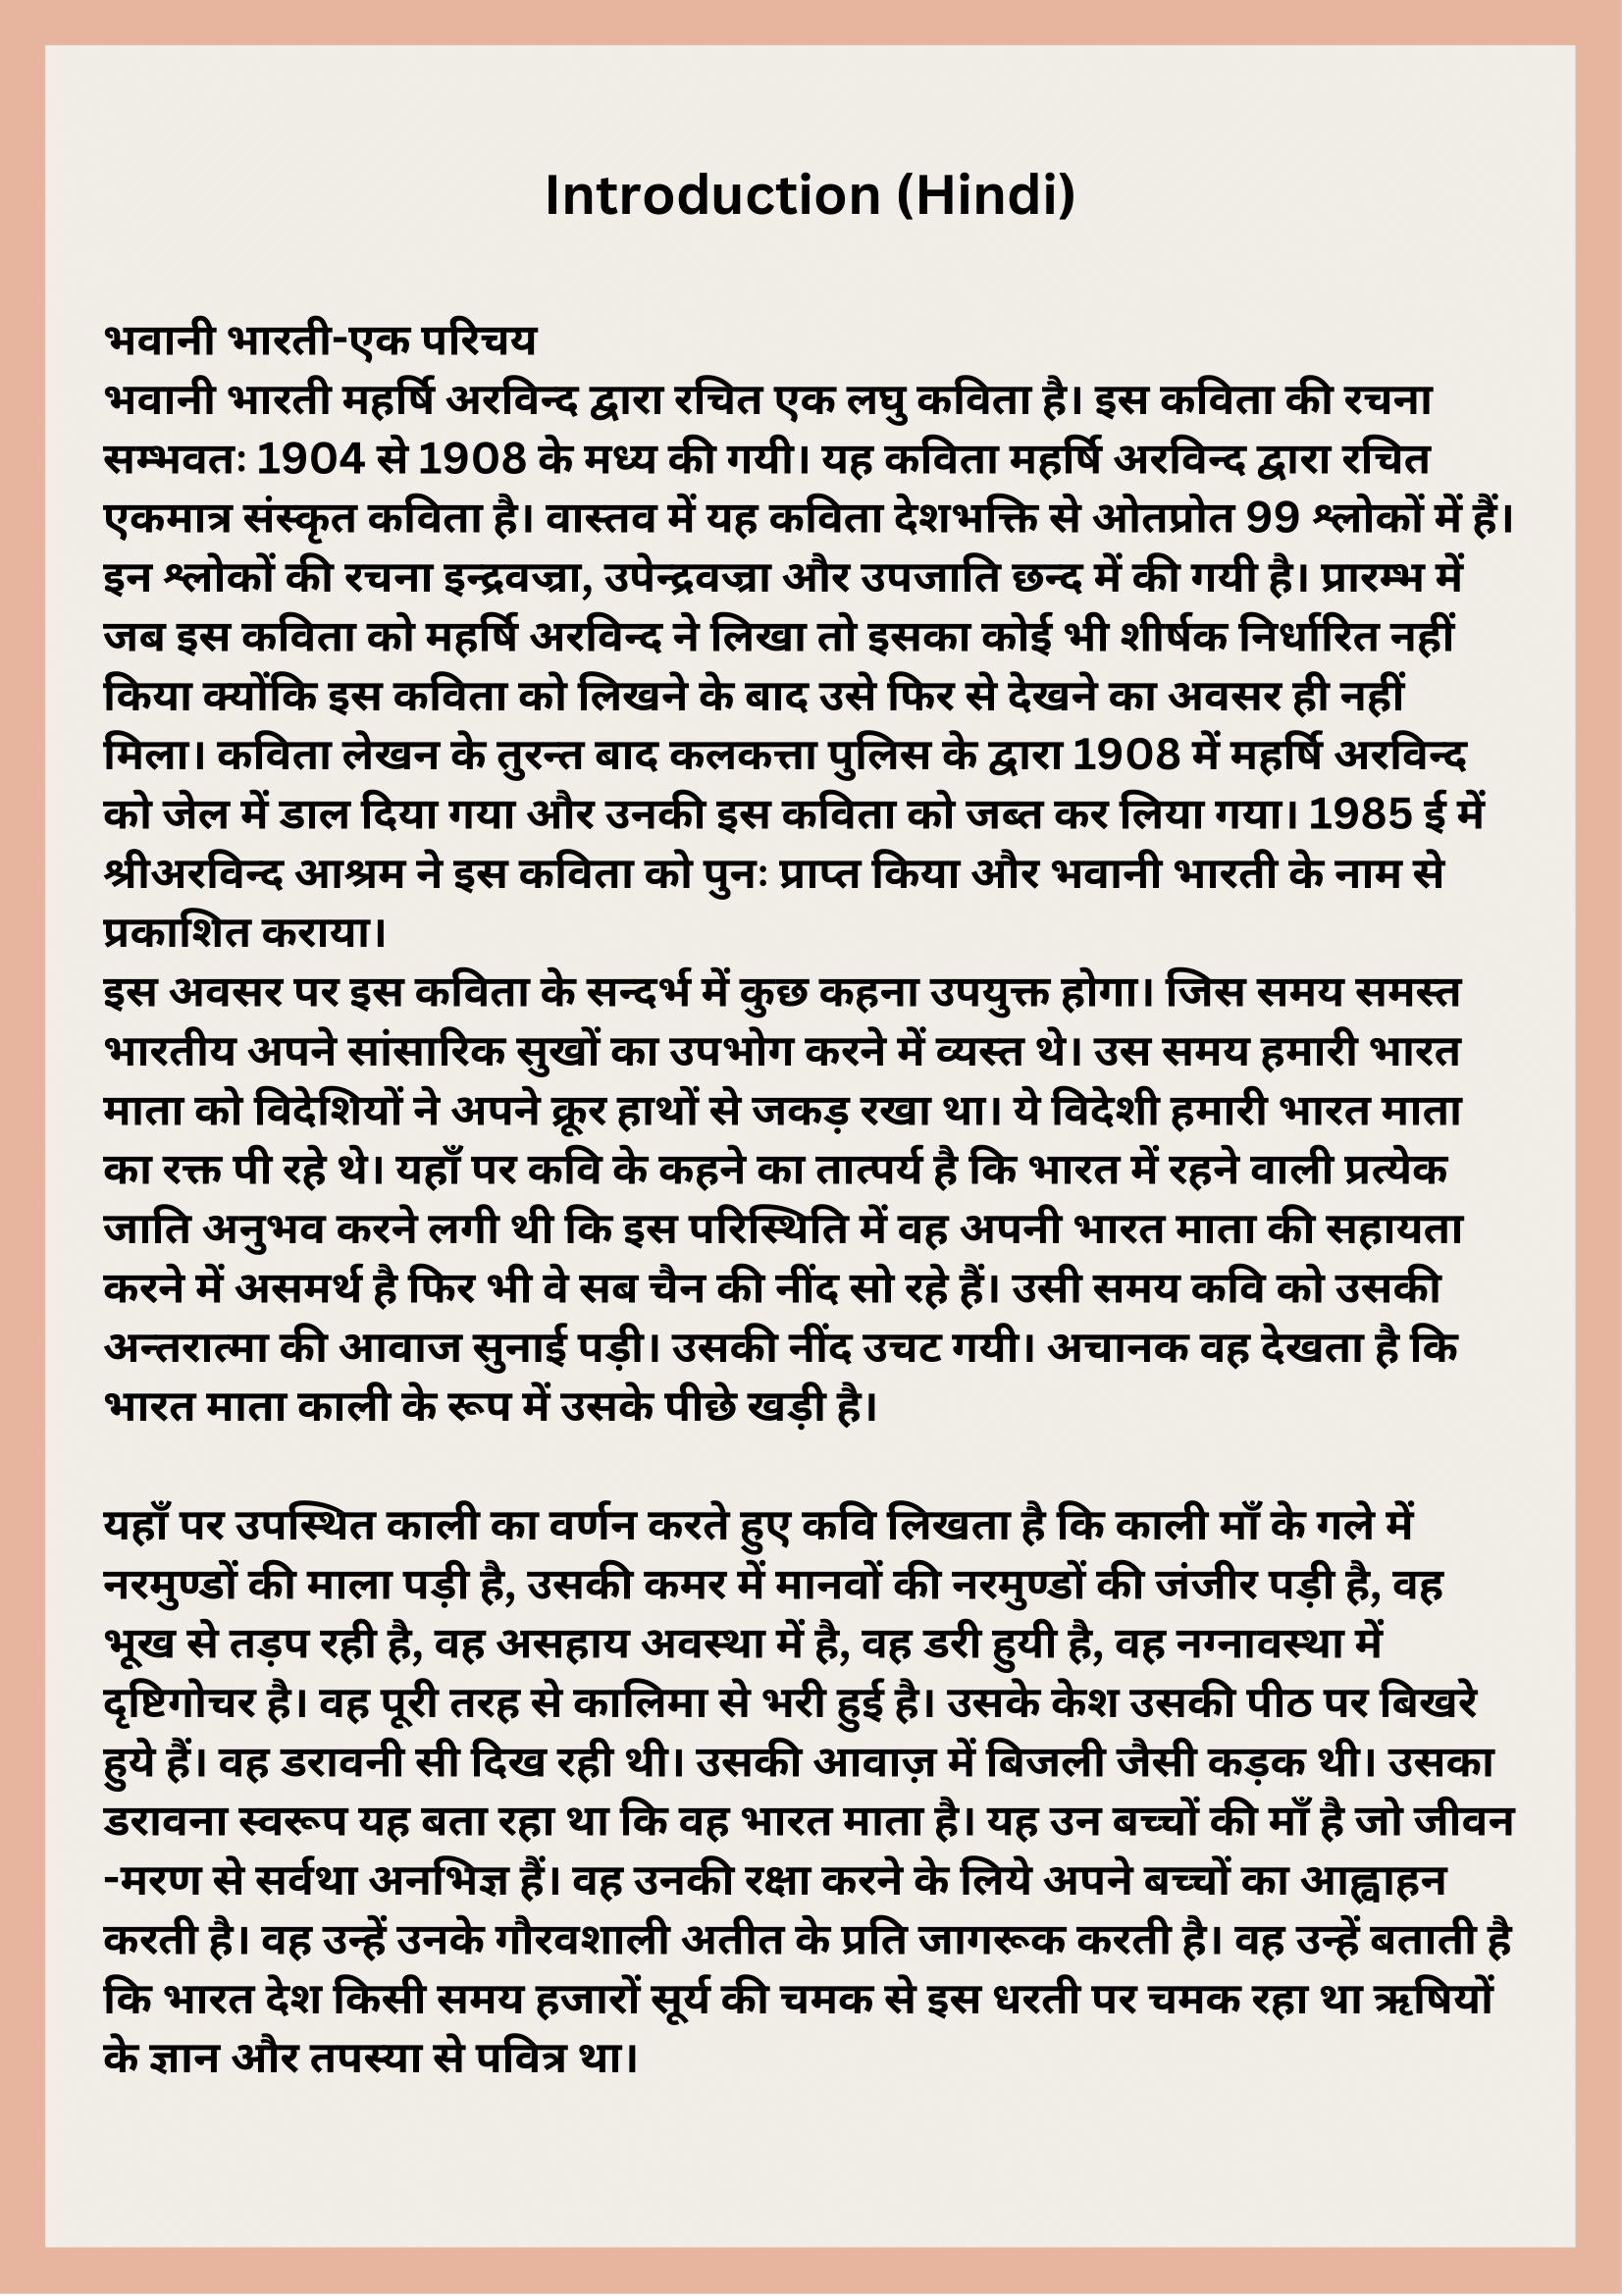 Introduction (Hindi)
भवानी भारती-एक परिचय
भवानी भारती महर्षि अरविन्द द्वारा रचित एक लघु कविता है। इस कविता की रचना
सम्भवतः 1904 से 1908 के मध्य की गयी। यह कविता महर्षि अरविन्द द्वारा रचित
एकमात्र संस्कृत कविता है। वास्तव में यह कविता देशभक्ति से ओतप्रोत 99 श्लोकों में हैं।
इन श्लोकों की रचना इन्द्रवज्रा, उपेन्द्रवज्रा और उपजाति छन्द में की गयी है। प्रारम्भ में
जब इस कविता को महर्षि अरविन्द ने लिखा तो इसका कोई भी शीर्षक निर्धारित नहीं
किया क्योंकि इस कविता को लिखने के बाद उसे फिर से देखने का अवसर ही नहीं
मिला। कविता लेखन के तुरन्त बाद कलकत्ता पुलिस के द्वारा 1908 में महर्षि अरविन्द
को जेल में डाल दिया गया और उनकी इस कविता को जब्त कर लिया गया। 1985 ई में
श्रीअरविन्द आश्रम ने इस कविता को पुनः प्राप्त किया और भवानी भारती के नाम से
प्रकाशित कराया।
इस अवसर पर इस कविता के सन्दर्भ में कुछ कहना उपयुक्त होगा। जिस समय समस्त
भारतीय अपने सांसारिक सुखों का उपभोग करने में व्यस्त थे। उस समय हमारी भारत
माता को विदेशियों ने अपने क्रूर हाथों से जकड़ रखा था। ये विदेशी हमारी भारत माता
का रक्त पी रहे थे। यहाँ पर कवि के कहने का तात्पर्य है कि भारत में रहने वाली प्रत्येक
जाति अनुभव करने लगी थी कि इस परिस्थिति में वह अपनी भारत माता की सहायता
करने में असमर्थ है फिर भी वे सब चैन की नींद सो रहे हैं। उसी समय कवि को उसकी
अन्तरात्मा की आवाज सुनाई पड़ी। उसकी नींद उचट गयी। अचानक वह देखता है कि
भारत माता काली के रूप में उसके पीछे खड़ी है।
यहाँ पर उपस्थित काली का वर्णन करते हुए कवि लिखता है कि काली माँ के गले में
नरमुण्डों की माला पड़ी है, उसकी कमर में मानवों की नरमुण्डों की जंजीर पड़ी है, वह
भूख से तड़प रही है, वह असहाय अवस्था में है, वह डरी हुयी है, वह नग्नावस्था में
दृष्टिगोचर है। वह पूरी तरह से कालिमा से भरी हुई है। उसके केश उसकी पीठ पर बिखरे
हुये हैं। वह डरावनी सी दिख रही थी। उसकी आवाज़ में बिजली जैसी कड़क थी। उसका
डरावना स्वरूप यह बता रहा था कि वह भारत माता है। यह उन बच्चों की माँ है जो जीवन
-मरण से सर्वथा अनभिज्ञ हैं। वह उनकी रक्षा करने के लिये अपने बच्चों का आह्वाहन
करती है। वह उन्हें उनके गौरवशाली अतीत के प्रति जागरूक करती है। वह उन्हें बताती है
कि भारत देश किसी समय हजारों सूर्य की चमक से इस धरती पर चमक रहा था ऋषियों
के ज्ञान और तपस्या से पवित्र था।